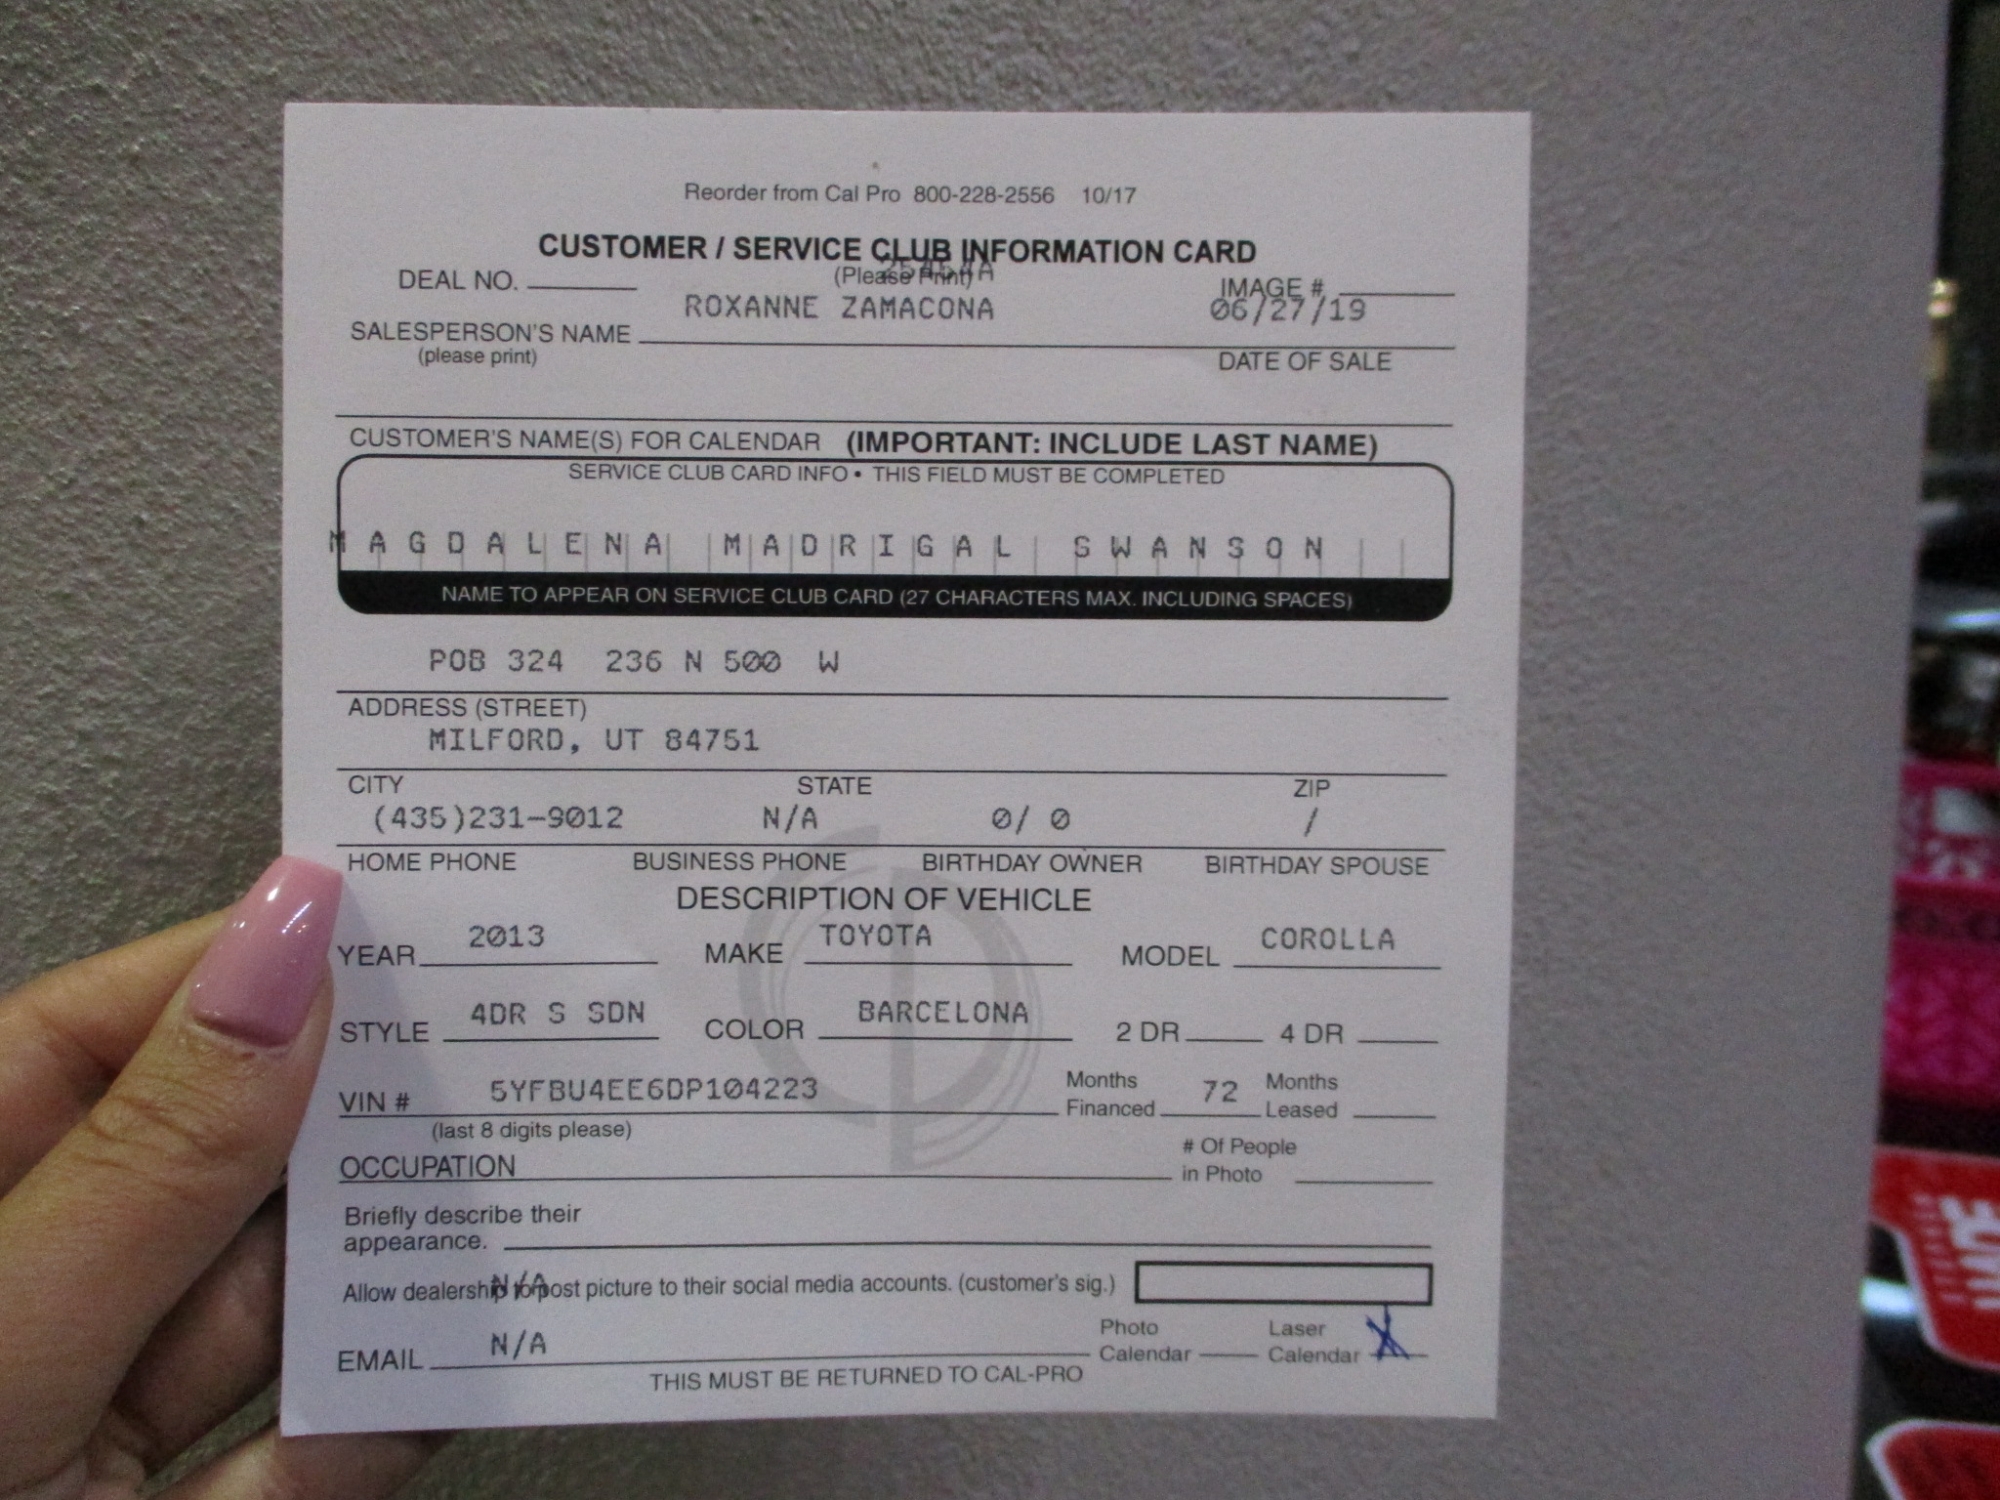 Reorder from Cal Pro 800-228-2556 10/17
CUSTOMER / SERVICE CLUB INFORMATION CARD
DEAL NO. (Please Print) IMAGE #
ROXANNE ZAMACONA 06/27/19
SALESPERSON'S NAME
(please print) DATE OF SALE
CUSTOMER'S NAME(S) FOR CALENDAR (IMPORTANT: INCLUDE LAST NAME)
SERVICE CLUB CARD INFO • THIS FIELD MUST BE COMPLETED
MAGDALENA MADRIGAL SWANSON
NAME TO APPEAR ON SERVICE CLUB CARD (27 CHARACTERS MAX. INCLUDING SPACES)
POB 324 236 N 500 W
ADDRESS (STREET)
MILFORD, UT 84751
CITY STATE ZIP
(435)231-9012 N/A 0/ 0 /
HOME PHONE BUSINESS PHONE BIRTHDAY OWNER BIRTHDAY SPOUSE
DESCRIPTION OF VEHICLE
YEAR 2013 MAKE TOYOTA MODEL COROLLA
STYLE 4DR S SDN COLOR BARCELONA 2 DR 4 DR
VIN # 5YFBU4EE6DP104223 Months Financed 72 Months Leased
(last 8 digits please)
OCCUPATION # Of People in Photo
Briefly describe their
appearance.
N/A
Allow dealership to post picture to their social media accounts. (customer's sig.)
EMAIL N/A Photo Calendar Laser Calendar X
THIS MUST BE RETURNED TO CAL-PRO